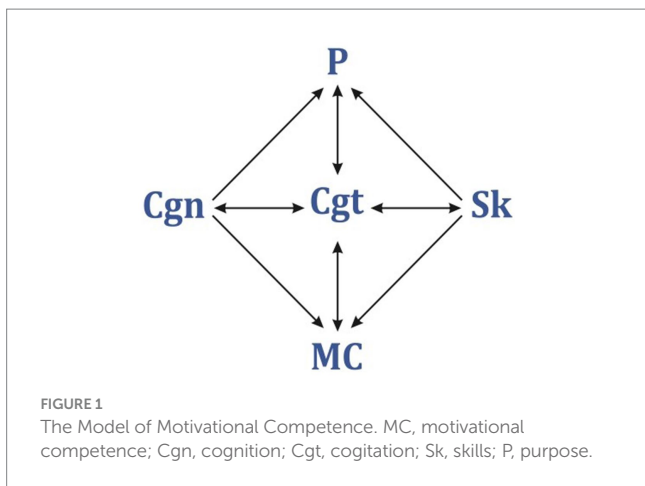 P
Cgn Cgt Sk
MC
FIGURE 1
The Model of Motivational Competence. MC, motivational
competence; Cgn, cognition; Cgt, cogitation; Sk, skills; P, purpose.